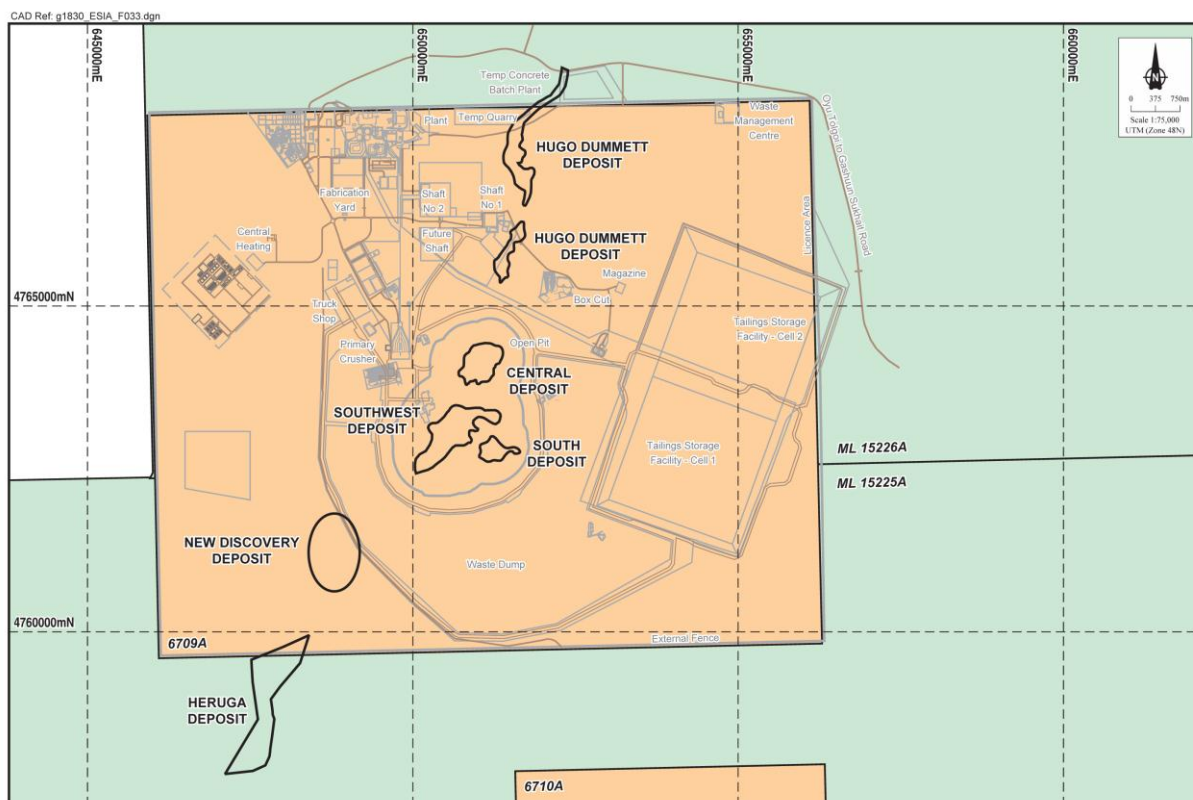 CAD Ref: g1830_ESIA_F033.dgn
645000mE
650000mE
655000mE
660000mE
N
0 375 750m
Scale 1:75,000
UTM (Zone 48N)
Temp Concrete
Batch Plant
Plant
Temp Quarry
Waste
Management
Centre
Oyu Tolgoi to Gashuun Sukhait Road
HUGO DUMMETT
DEPOSIT
Fabrication
Yard
Shaft
No 2
Shaft
No 1
Licence Area
Central
Heating
Future
Shaft
HUGO DUMMETT
DEPOSIT
Magazine
Box Cut
4765000mN
Truck
Shop
Primary
Crusher
Open Pit
Tailings Storage
Facility - Cell 2
CENTRAL
DEPOSIT
SOUTHWEST
DEPOSIT
SOUTH
DEPOSIT
Tailings Storage
Facility - Cell 1
ML 15226A
ML 15225A
NEW DISCOVERY
DEPOSIT
Waste Dump
4760000mN
6709A
External Fence
HERUGA
DEPOSIT
6710A